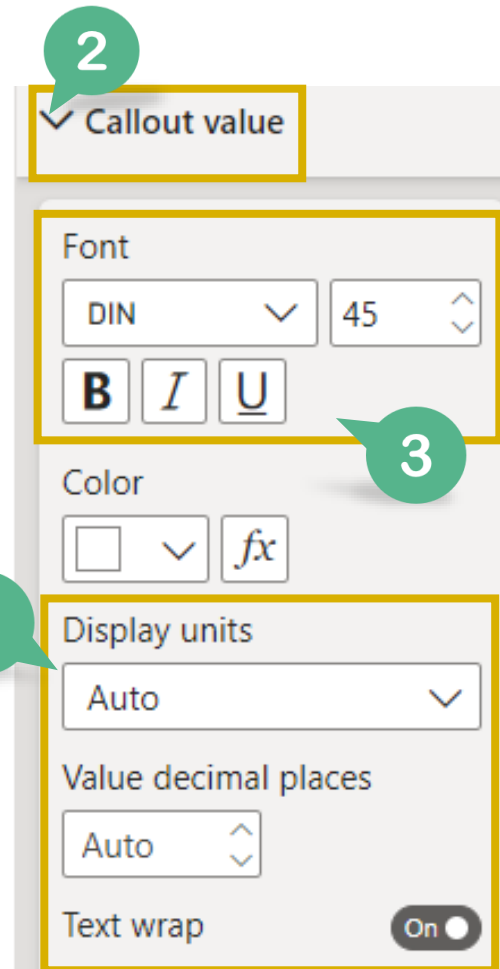 2
Callout value
Font
DIN 45
B I U
3
Color
fx
Display units
Auto
Value decimal places
Auto
Text wrap On